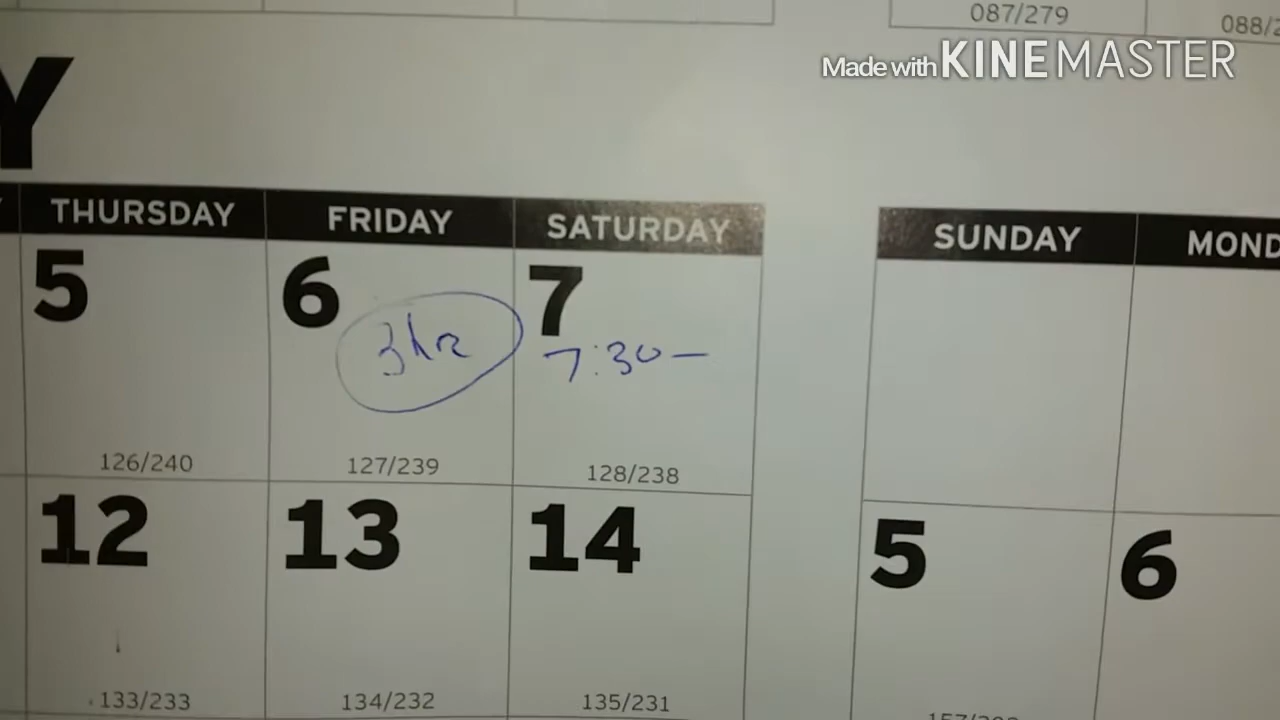 087/279
088/2
Made with KINEMASTER
Y
THURSDAY FRIDAY SATURDAY
5 6 7
3hr 7:30-
126/240 127/239 128/238
12 13 14
133/233 134/232 135/231
SUNDAY MOND
5 6